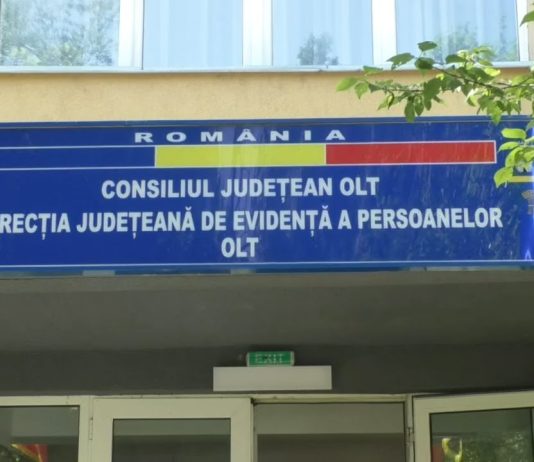 ROMÂNIA
CONSILIUL JUDEȚEAN OLT
RECȚIA JUDEȚEANĂ DE EVIDENȚĂ A PERSOANELOR
OLT
EXIT